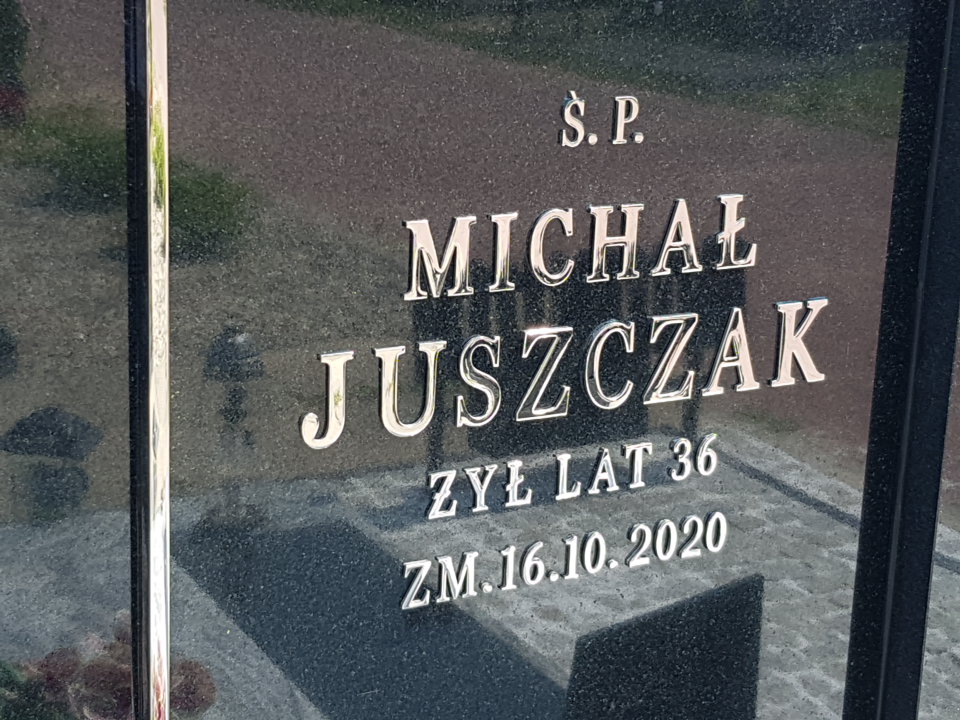 Ś. P.
MICHAŁ
JUSZCZAK
ŻYŁ LAT 36
ZM.16.10.2020